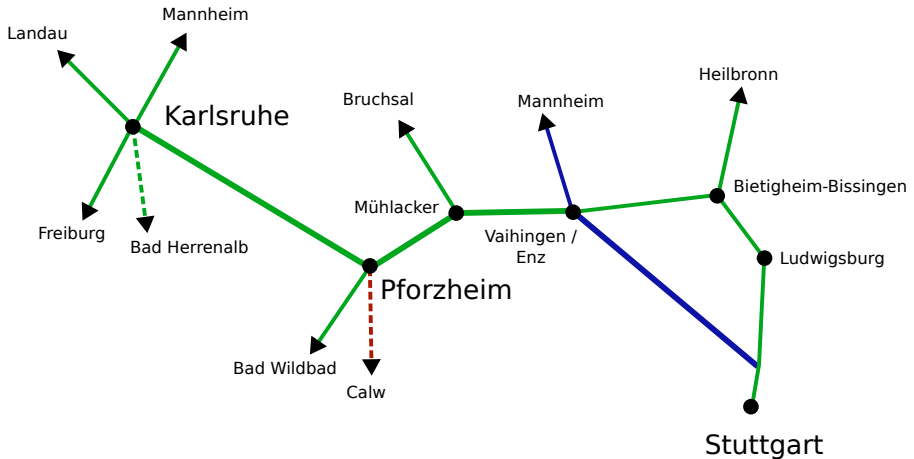 Mannheim
Landau
Karlsruhe
Freiburg
Bad Herrenalb
Bruchsal
Mühlacker
Mannheim
Vaihingen /
Enz
Heilbronn
Bietigheim-Bissingen
Ludwigsburg
Pforzheim
Bad Wildbad
Calw
Stuttgart